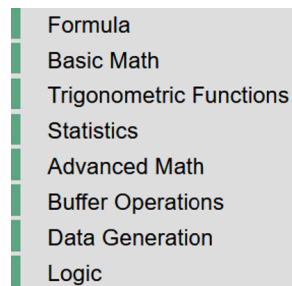 Formula
Basic Math
Trigonometric Functions
Statistics
Advanced Math
Buffer Operations
Data Generation
Logic